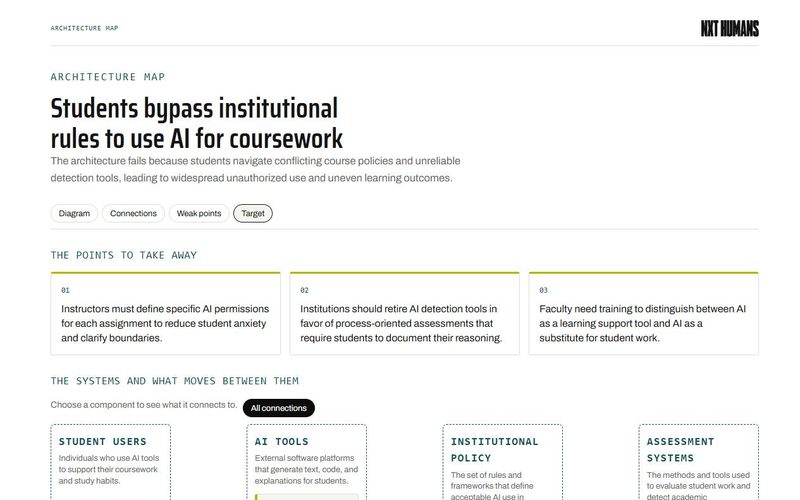 ARCHITECTURE MAP
NXT HUMANS
ARCHITECTURE MAP
Students bypass institutional
rules to use AI for coursework
The architecture fails because students navigate conflicting course policies and unreliable
detection tools, leading to widespread unauthorized use and uneven learning outcomes.
Diagram
Connections
Weak points
Target
THE POINTS TO TAKE AWAY
01
Instructors must define specific AI permissions
for each assignment to reduce student anxiety
and clarify boundaries.
02
Institutions should retire AI detection tools in
favor of process-oriented assessments that
require students to document their reasoning.
03
Faculty need training to distinguish between AI
as a learning support tool and AI as a
substitute for student work.
THE SYSTEMS AND WHAT MOVES BETWEEN THEM
Choose a component to see what it connects to.
All connections
STUDENT USERS
Individuals who use AI tools
to support their coursework
and study habits.
AI TOOLS
External software platforms
that generate text, code, and
explanations for students.
INSTITUTIONAL
POLICY
The set of rules and
frameworks that define
acceptable AI use in
ASSESSMENT
SYSTEMS
The methods and tools used
to evaluate student work and
detect academic